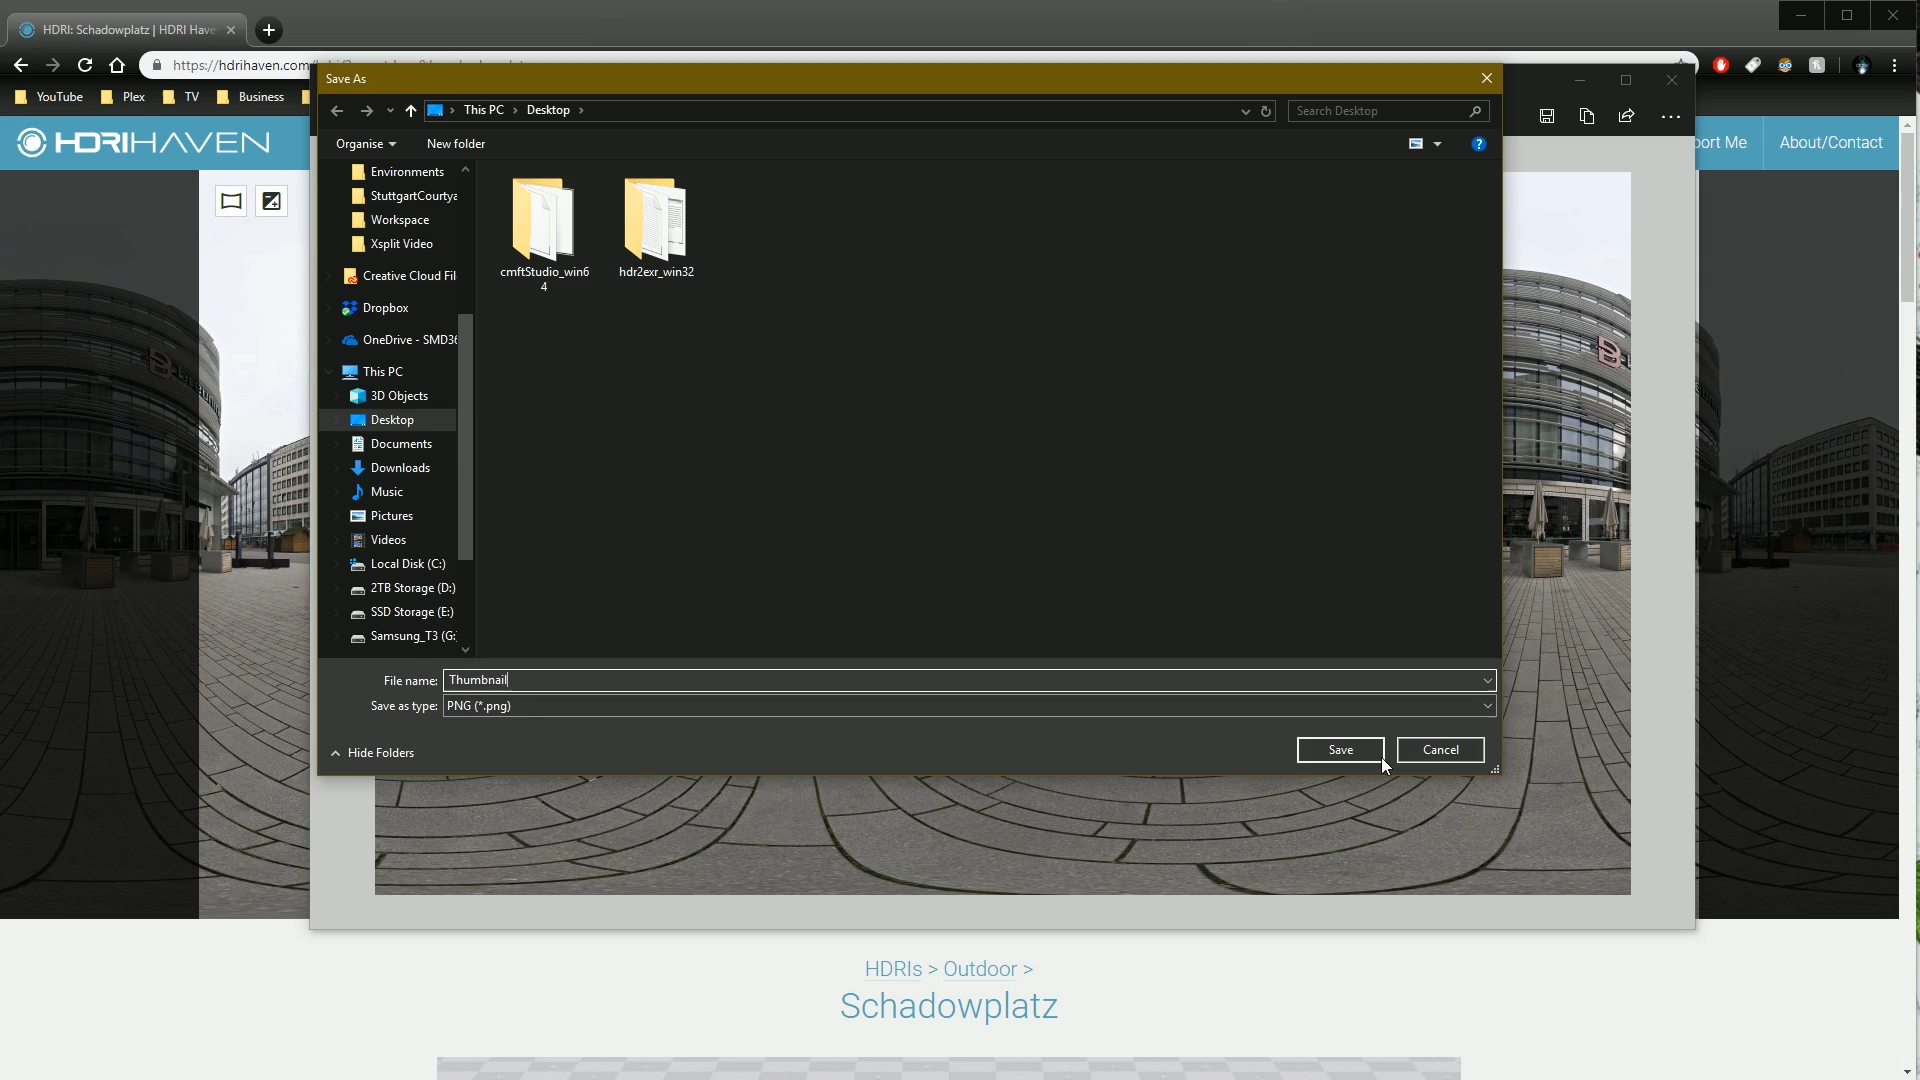 HDRI: Schadowplatz | HDRI Have
https://hdrihaven.com
YouTube
Plex
TV
Business
Save As
This PC
Desktop
Search Desktop
Organise
New folder
HDRIHAVEN
port Me
About/Contact
Environments
StuttgartCourtya
Workspace
Xsplit Video
Creative Cloud Fil
Dropbox
OneDrive - SMD36
This PC
3D Objects
Desktop
Documents
Downloads
Music
Pictures
Videos
Local Disk (C:)
2TB Storage (D:)
SSD Storage (E:)
Samsung_T3 (G:
cmftStudio_win6
4
hdr2exr_win32
File name: Thumbnail
Save as type: PNG (*.png)
Hide Folders
Save
Cancel
HDRIs > Outdoor >
Schadowplatz